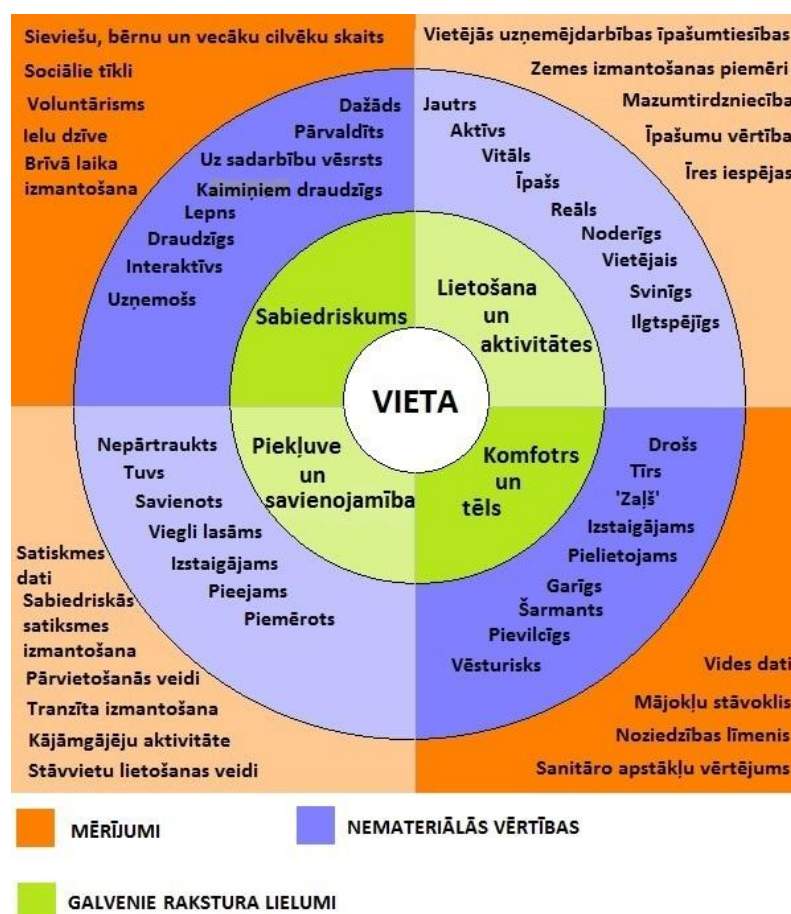 Sieviešu, bērnu un vecāku cilvēku skaits
Sociālie tīkli
Voluntārisms
Ielu dzīve
Brīvā laika
izmantošana
Vietējās uzņemējdarbības īpašumtiesības
Zemes izmantošanas piemēri
Mazumtirdzniecība
Īpašumu vērtība
Īres iespējas
Dažāds
Pārvaldīts
Uz sadarbību vēsrsts
Kaimiņiem draudzīgs
Lepns
Draudzīgs
Interaktīvs
Uzņemošs
Jautrs
Aktīvs
Vitāls
Īpašs
Reāls
Noderīgs
Vietējais
Svinīgs
Ilgtspējīgs
Sabiedriskums
Lietošana
un
aktivitātes
VIETA
Piekļuve
un
savienojamība
Komfotrs
un
tēls
Nepārtraukts
Tuvs
Savienots
Viegli lasāms
Izstaigājams
Pieejams
Piemērots
Drošs
Tīrs
'Zaļš'
Izstaigājams
Pielietojams
Garīgs
Šarmants
Pievilcīgs
Vēsturisks
Satiskmes
dati
Sabiedriskās
satiksmes
izmantošana
Pārvietošanās veidi
Tranzīta izmantošana
Kājāmgājēju aktivitāte
Stāvvietu lietošanas veidi
Vides dati
Mājokļu stāvoklis
Noziedzības līmenis
Sanitāro apstākļu vērtējums
MĒRĪJUMI
NEMATERIĀLĀS VĒRTĪBAS
GALVENIE RAKSTURA LIELUMI